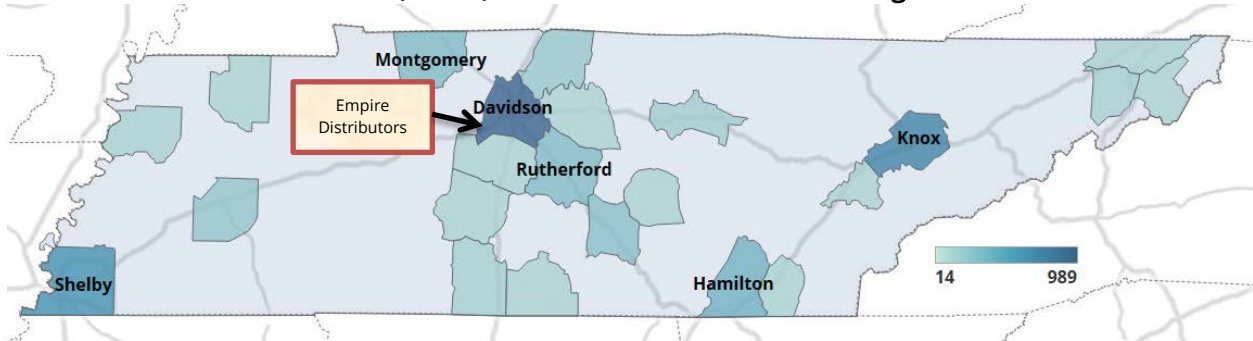 Montgomery
Empire
Distributors
Davidson
Knox
Rutherford
Shelby
Hamilton
14 989